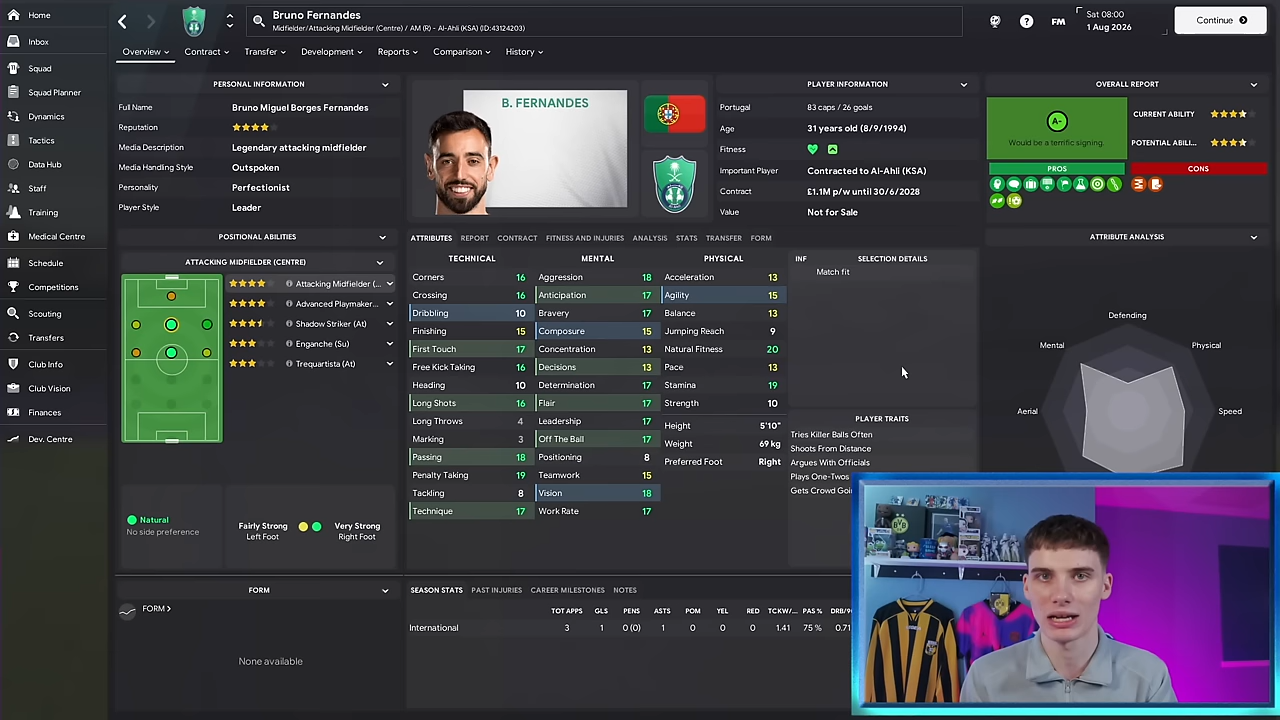 Home
Inbox
Squad
Squad Planner
Dynamics
Tactics
Data Hub
Staff
Training
Medical Centre
Schedule
Competitions
Scouting
Transfers
Club Info
Club Vision
Finances
Dev. Centre
Bruno Fernandes
Midfielder/Attacking Midfielder (Centre) / AM (R) - Al-Ahli (KSA) (ID:43124203)
FM
Sat 08:00
1 Aug 2026
Continue
Overview Contract Transfer Development Reports Comparison History
PERSONAL INFORMATION
Full Name Bruno Miguel Borges Fernandes
Reputation
Media Description Legendary attacking midfielder
Media Handling Style Outspoken
Personality Perfectionist
Player Style Leader
B. FERNANDES
PLAYER INFORMATION
Portugal 83 caps / 26 goals
Age 31 years old (8/9/1994)
Fitness
Important Player Contracted to Al-Ahli (KSA)
Contract £1.1M p/w until 30/6/2028
Value Not for Sale
OVERALL REPORT
A-
Would be a terrific signing.
CURRENT ABILITY
POTENTIAL ABILI...
PROS CONS
POSITIONAL ABILITIES
ATTACKING MIDFIELDER (CENTRE)
Attacking Midfielder (...
Advanced Playmaker...
Shadow Striker (At)
Enganche (Su)
Trequartista (At)
Natural
No side preference
Fairly Strong
Left Foot
Very Strong
Right Foot
ATTRIBUTES REPORT CONTRACT FITNESS AND INJURIES ANALYSIS STATS TRANSFER FORM
TECHNICAL MENTAL PHYSICAL
Corners 16 Aggression 18 Acceleration 13
Crossing 16 Anticipation 17 Agility 15
Dribbling 10 Bravery 17 Balance 13
Finishing 15 Composure 15 Jumping Reach 9
First Touch 17 Concentration 13 Natural Fitness 20
Free Kick Taking 16 Decisions 13 Pace 13
Heading 10 Determination 17 Stamina 19
Long Shots 16 Flair 17 Strength 10
Long Throws 4 Leadership 17 Height 5'10"
Marking 3 Off The Ball 17 Weight 69 kg
Passing 18 Positioning 8 Preferred Foot Right
Penalty Taking 19 Teamwork 15
Tackling 8 Vision 18
Technique 17 Work Rate 17
INF SELECTION DETAILS
Match fit
PLAYER TRAITS
Tries Killer Balls Often
Shoots From Distance
Argues With Officials
Plays One-Twos
Gets Crowd Goin
ATTRIBUTE ANALYSIS
Defending
Mental Physical
Aerial Speed
FORM
FORM
None available
SEASON STATS PAST INJURIES CAREER MILESTONES NOTES
TOT APPS GLS PENS ASTS POM YEL RED TCKW/... PAS % DRB/9
International 3 1 0 (0) 1 0 0 0 1.41 75 % 0.71